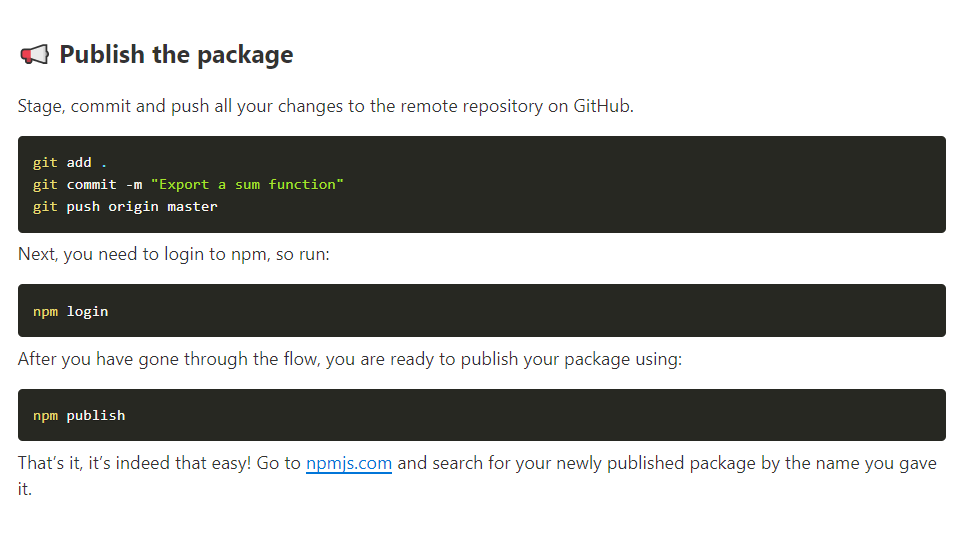 📢 Publish the package
Stage, commit and push all your changes to the remote repository on GitHub.
git add .
git commit -m "Export a sum function"
git push origin master
Next, you need to login to npm, so run:
npm login
After you have gone through the flow, you are ready to publish your package using:
npm publish
That’s it, it’s indeed that easy! Go to npmjs.com and search for your newly published package by the name you gave
it.